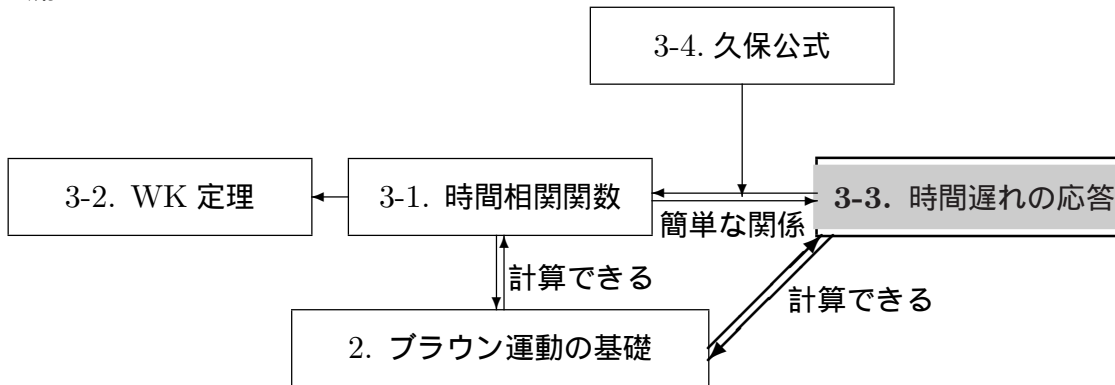 3-4. 久保公式
3-2. WK 定理
3-1. 時間相関関数
3-3. 時間遅れの応答
簡単な関係
計算できる
計算できる
2. ブラウン運動の基礎